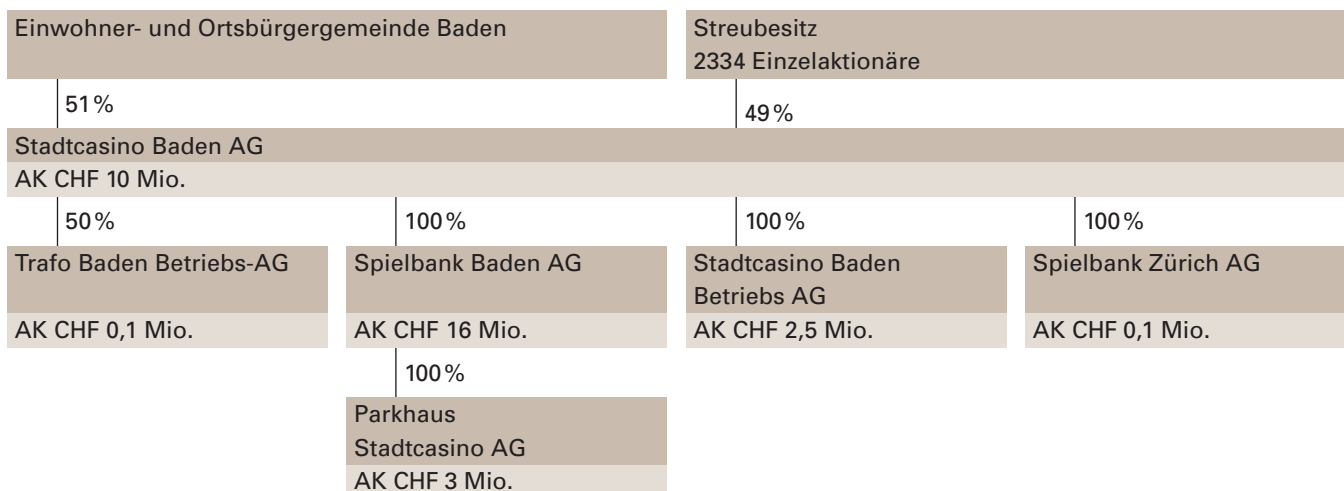 Einwohner- und Ortsbürgergemeinde Baden
Streubesitz
2334 Einzelaktionäre
51%
49%
Stadtcasino Baden AG
AK CHF 10 Mio.
50%
100%
100%
100%
Trafo Baden Betriebs-AG
AK CHF 0,1 Mio.
Spielbank Baden AG
AK CHF 16 Mio.
Stadtcasino Baden
Betriebs AG
AK CHF 2,5 Mio.
Spielbank Zürich AG
AK CHF 0,1 Mio.
100%
Parkhaus
Stadtcasino AG
AK CHF 3 Mio.